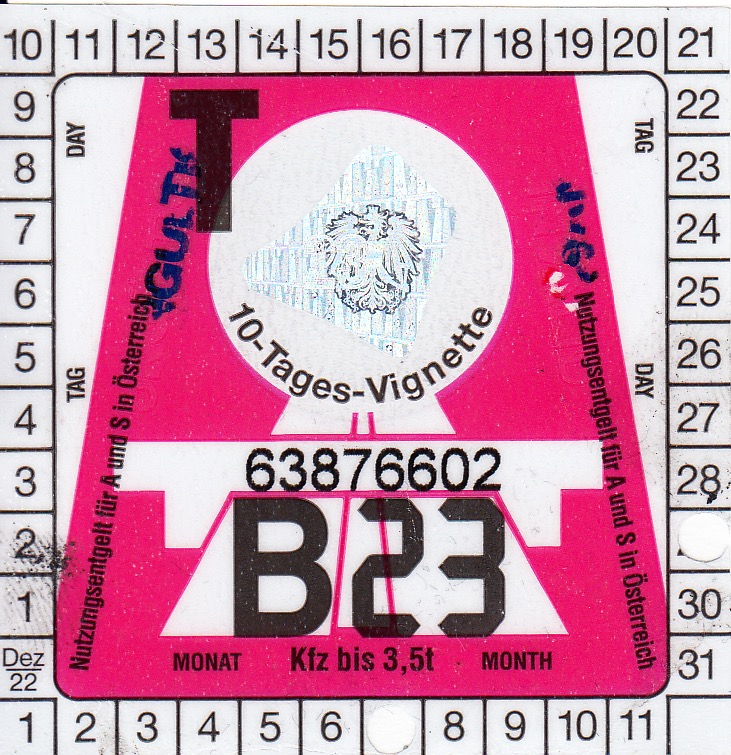 10 11 12 13 14 15 16 17 18 19 20 21
9 22
8 23
7 24
6 25
5 26
4 27
3 28
2
1 30
Dez
22
31
1 2 3 4 5 6 8 9 10 11
T
DAY
TAG
TAG
DAY
10-Tages-Vignette
Nutzungsentgelt für A und S in Österreich
Nutzungsentgelt für A und S in Österreich
63876602
B23
MONAT Kfz bis 3,5t MONTH